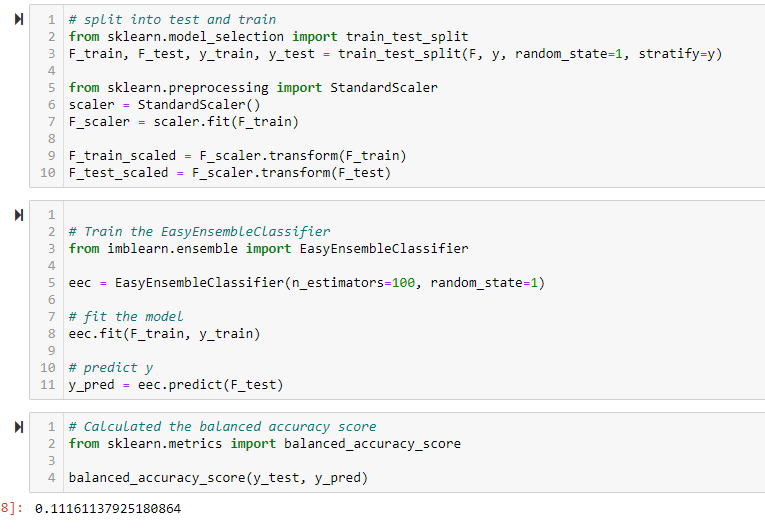 1 # split into test and train
2 from sklearn.model_selection import train_test_split
3 F_train, F_test, y_train, y_test = train_test_split(F, y, random_state=1, stratify=y)
4
5 from sklearn.preprocessing import StandardScaler
6 scaler = StandardScaler()
7 F_scaler = scaler.fit(F_train)
8
9 F_train_scaled = F_scaler.transform(F_train)
10 F_test_scaled = F_scaler.transform(F_test)
1
2 # Train the EasyEnsembleClassifier
3 from imblearn.ensemble import EasyEnsembleClassifier
4
5 eec = EasyEnsembleClassifier(n_estimators=100, random_state=1)
6
7 # fit the model
8 eec.fit(F_train, y_train)
9
10 # predict y
11 y_pred = eec.predict(F_test)
1 # Calculated the balanced accuracy score
2 from sklearn.metrics import balanced_accuracy_score
3
4 balanced_accuracy_score(y_test, y_pred)
8]: 0.11161137925180864